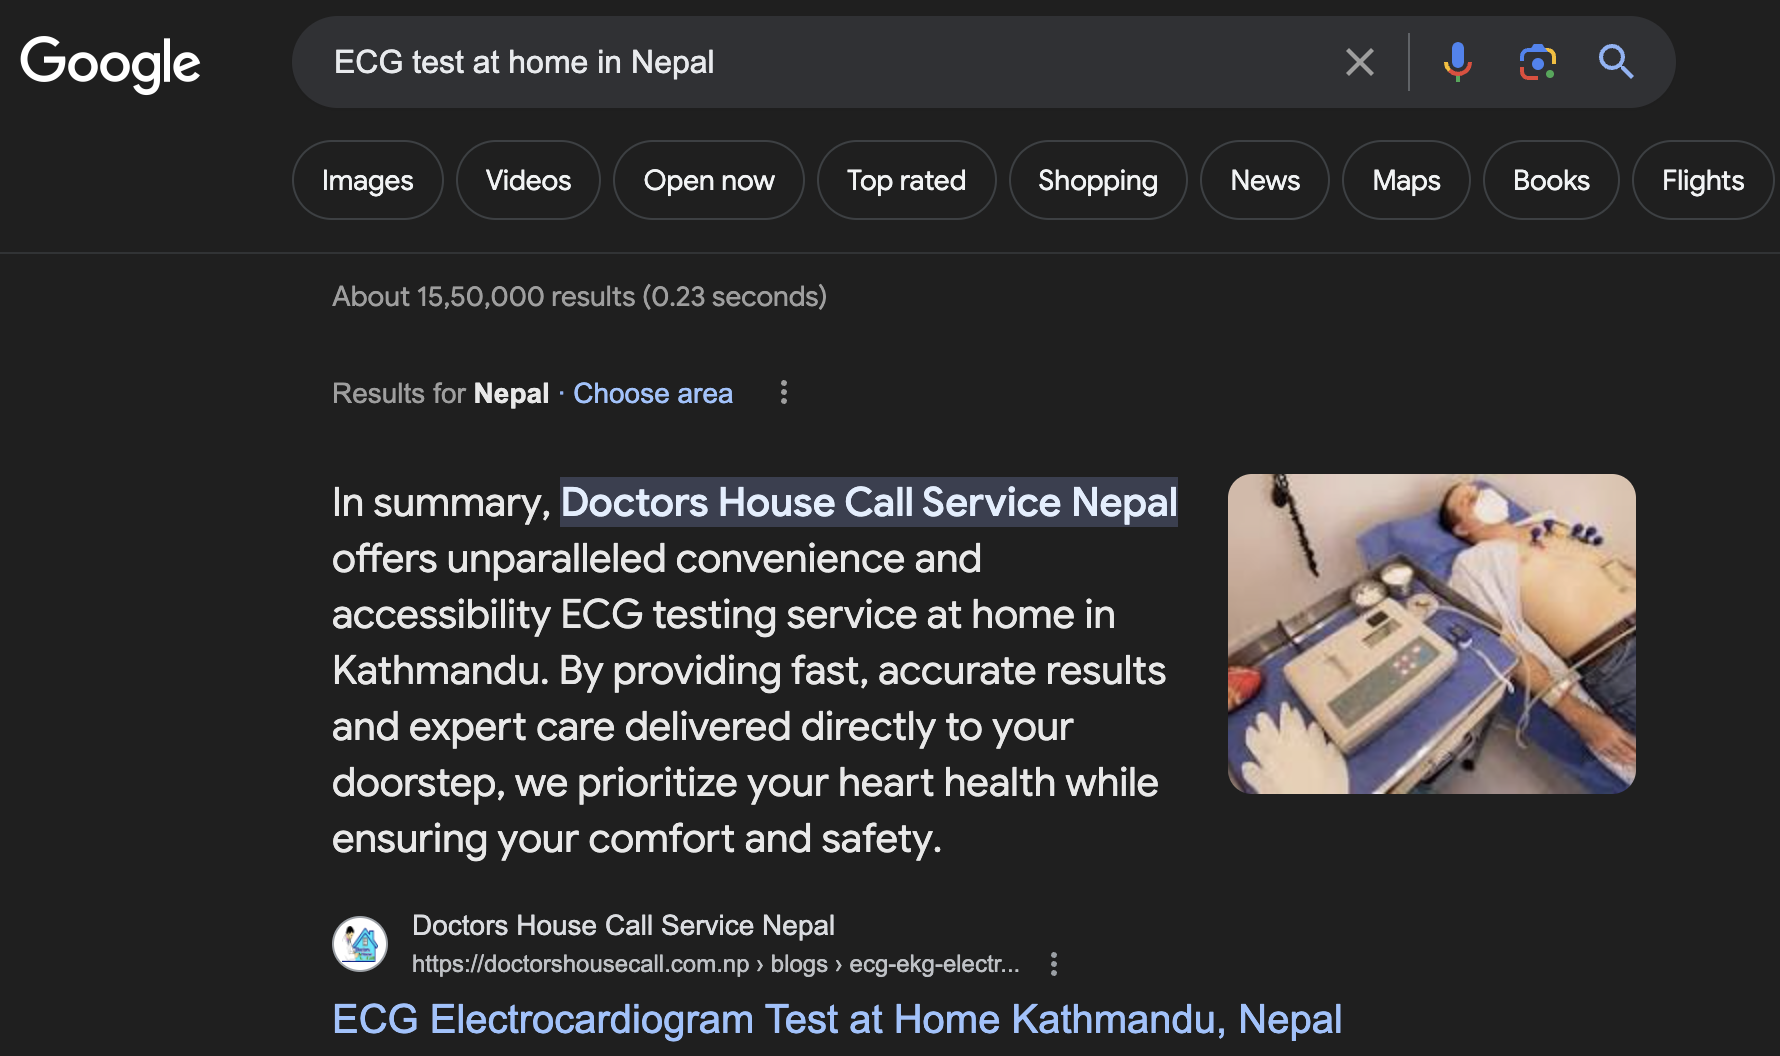 Google
ECG test at home in Nepal
Images
Videos
Open now
Top rated
Shopping
News
Maps
Books
Flights
About 15,50,000 results (0.23 seconds)
Results for Nepal · Choose area
In summary, Doctors House Call Service Nepal
offers unparalleled convenience and
accessibility ECG testing service at home in
Kathmandu. By providing fast, accurate results
and expert care delivered directly to your
doorstep, we prioritize your heart health while
ensuring your comfort and safety.
Doctors House Call Service Nepal
https://doctorshousecall.com.np › blogs › ecg-ekg-electr...
ECG Electrocardiogram Test at Home Kathmandu, Nepal